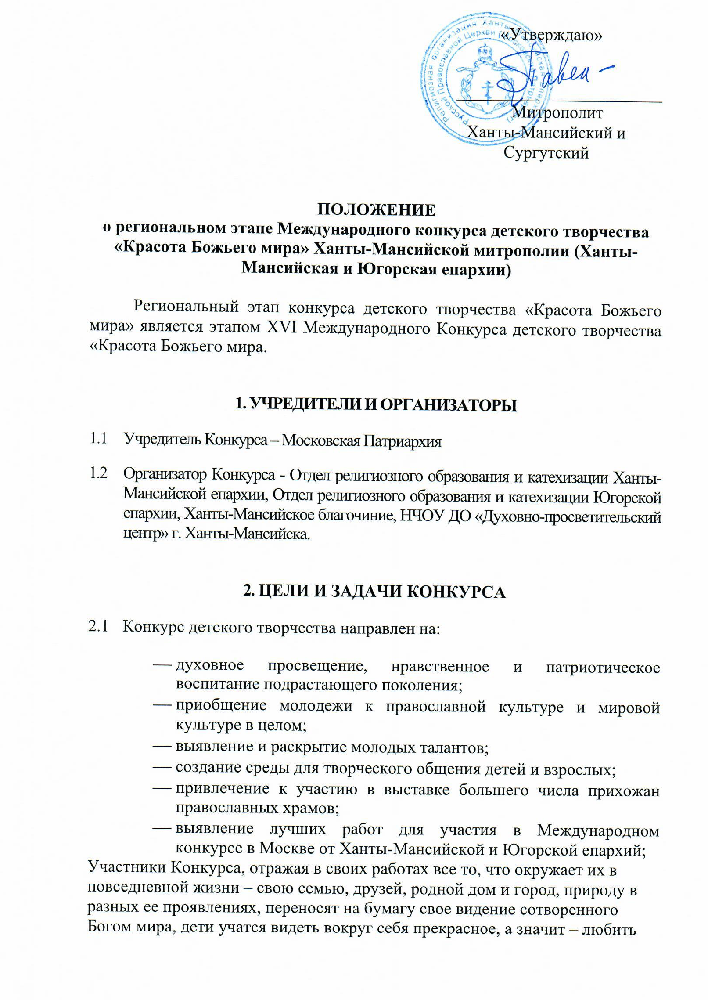 «Утверждаю»
Религиозная организация Ханты-Мансийская епархия
Русской Православной Церкви (Московский Патриархат)
Павел
Митрополит
Ханты-Мансийский и
Сургутский
ПОЛОЖЕНИЕ
о региональном этапе Международного конкурса детского творчества
«Красота Божьего мира» Ханты-Мансийской митрополии (Ханты-
Мансийская и Югорская епархии)
Региональный этап конкурса детского творчества «Красота Божьего
мира» является этапом XVI Международного Конкурса детского творчества
«Красота Божьего мира.
1. УЧРЕДИТЕЛИ И ОРГАНИЗАТОРЫ
1.1 Учредитель Конкурса – Московская Патриархия
1.2 Организатор Конкурса - Отдел религиозного образования и катехизации Ханты-
Мансийской епархии, Отдел религиозного образования и катехизации Югорской
епархии, Ханты-Мансийское благочиние, НЧОУ ДО «Духовно-просветительский
центр» г. Ханты-Мансийска.
2. ЦЕЛИ И ЗАДАЧИ КОНКУРСА
2.1 Конкурс детского творчества направлен на:
— духовное просвещение, нравственное и патриотическое
воспитание подрастающего поколения;
— приобщение молодежи к православной культуре и мировой
культуре в целом;
— выявление и раскрытие молодых талантов;
— создание среды для творческого общения детей и взрослых;
— привлечение к участию в выставке большего числа прихожан
православных храмов;
— выявление лучших работ для участия в Международном
конкурсе в Москве от Ханты-Мансийской и Югорской епархий;
Участники Конкурса, отражая в своих работах все то, что окружает их в
повседневной жизни – свою семью, друзей, родной дом и город, природу в
разных ее проявлениях, переносят на бумагу свое видение сотворенного
Богом мира, дети учатся видеть вокруг себя прекрасное, а значит – любить